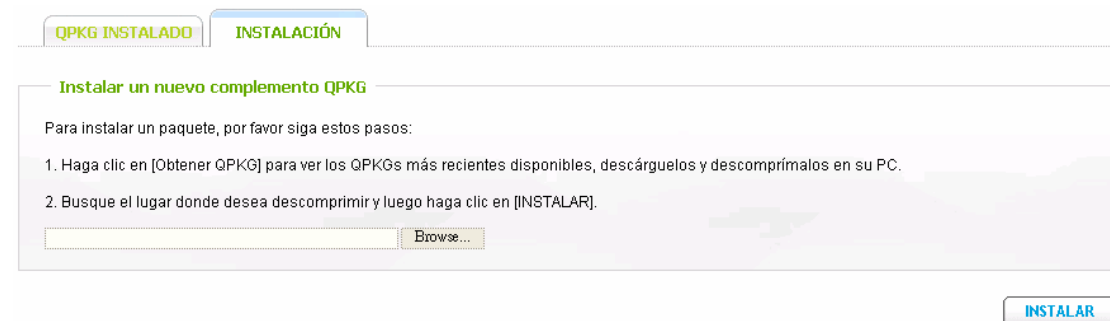 QPKG INSTALADO
INSTALACIÓN
Instalar un nuevo complemento QPKG
Para instalar un paquete, por favor siga estos pasos:
1. Haga clic en [Obtener QPKG] para ver los QPKGs más recientes disponibles, descárguelos y descomprímalos en su PC.
2. Busque el lugar donde desea descomprimir y luego haga clic en [INSTALAR].
Browse...
INSTALAR